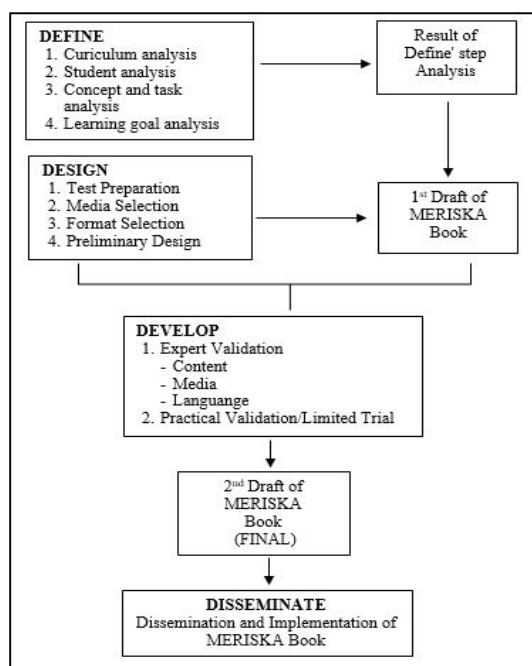 DEFINE
1. Curiculum analysis
2. Student analysis
3. Concept and task
analysis
4. Learning goal analysis
Result of
Define' step
Analysis
DESIGN
1. Test Preparation
2. Media Selection
3. Format Selection
4. Preliminary Design
1st Draft of
MERISKA
Book
DEVELOP
1. Expert Validation
- Content
- Media
- Languange
2. Practical Validation/Limited Trial
2nd Draft of
MERISKA
Book
(FINAL)
DISSEMINATE
Dissemination and Implementation of
MERISKA Book